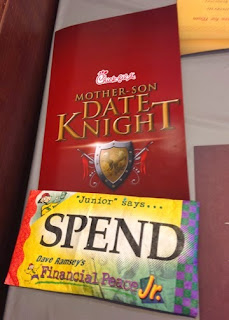 Chick-fil-A
MOTHER-SON
DATE
KNIGHT
"Junior" says...
SPEND
Dave Ramsey's
Financial Peace Jr.